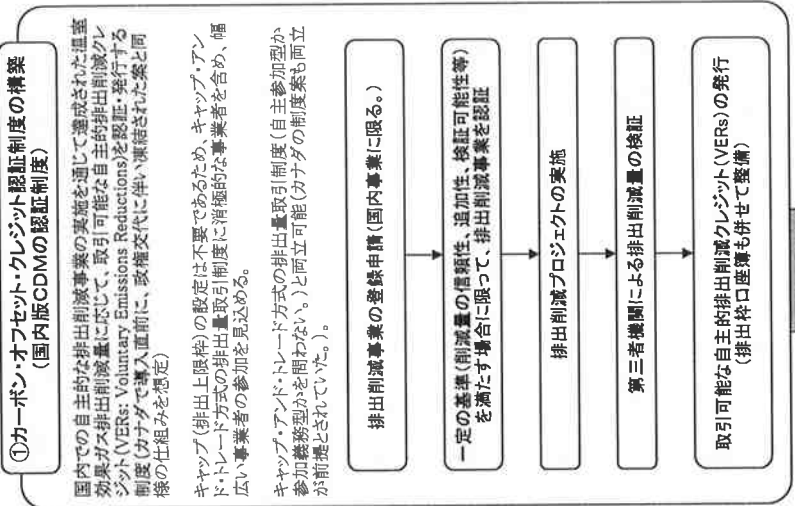 ①カーボン・オフセット・クレジット認証制度の構築
(国内版CDMの認証制度)
国内での自主的な排出削減事業の実施を通じて達成された温室
効果ガス排出削減量に応じて、取引可能な自主的排出削減クレ
ジット(VERs: Voluntary Emissions Reductions)を認証・発行する
制度(カナダで導入直前に、政権交代に伴い凍結された案と同
様の仕組みを想定)
キャップ(排出上限枠)の設定は不要であるため、キャップ・アン
ド・トレード方式の排出量取引制度に消極的な事業者を含め、幅
広い事業者の参加を見込める。
キャップ・アンド・トレード方式の排出量取引制度(自主参加型か
参加義務型かを問わない。)と両立可能(カナダの制度案も両立
が前提とされていた。)。
排出削減事業の登録申請(国内事業に限る。)
一定の基準(削減量の信頼性、追加性、検証可能性等)
を満たす場合に限って、排出削減事業を認証
排出削減プロジェクトの実施
第三者機関による排出削減量の検証
取引可能な自主的排出削減クレジット(VERs)の発行
(排出枠口座簿も併せて整備)